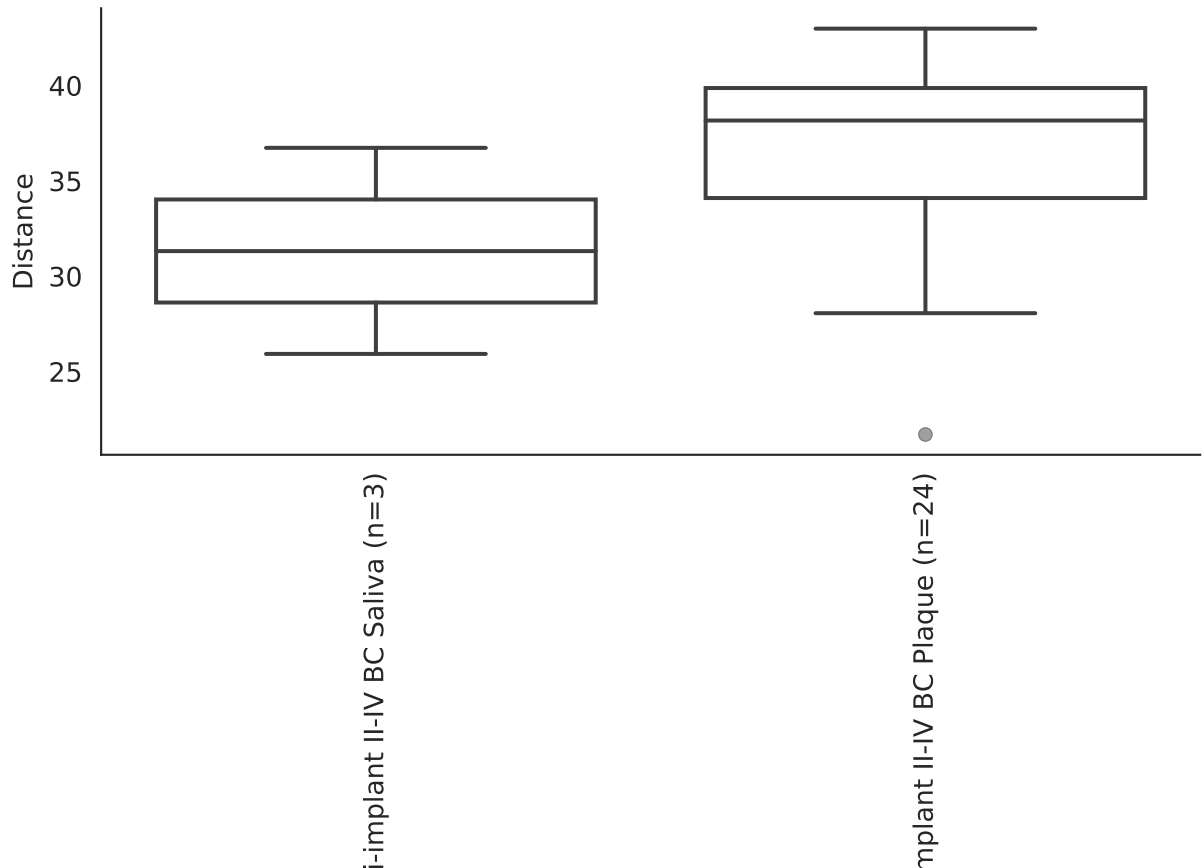 Distance
40
35
30
25
i-implant II-IV BC Saliva (n=3)
mplant II-IV BC Plaque (n=24)